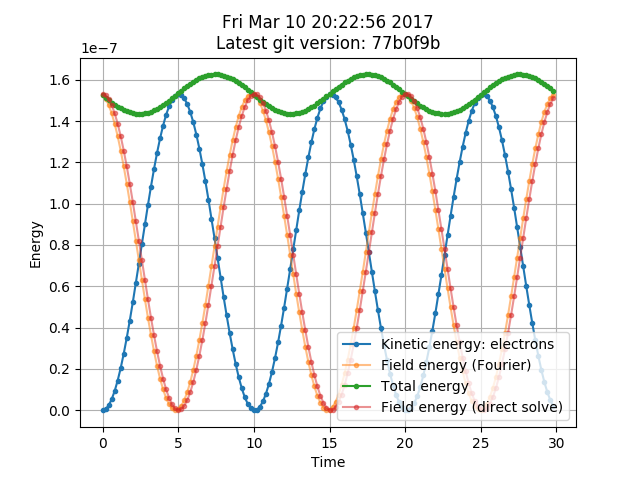 Fri Mar 10 20:22:56 2017
Latest git version: 77b0f9b
1e−7
1.6
1.4
1.2
1.0
0.8
0.6
0.4
0.2
0.0
Energy
Kinetic energy: electrons
Field energy (Fourier)
Total energy
Field energy (direct solve)
0 5 10 15 20 25 30
Time